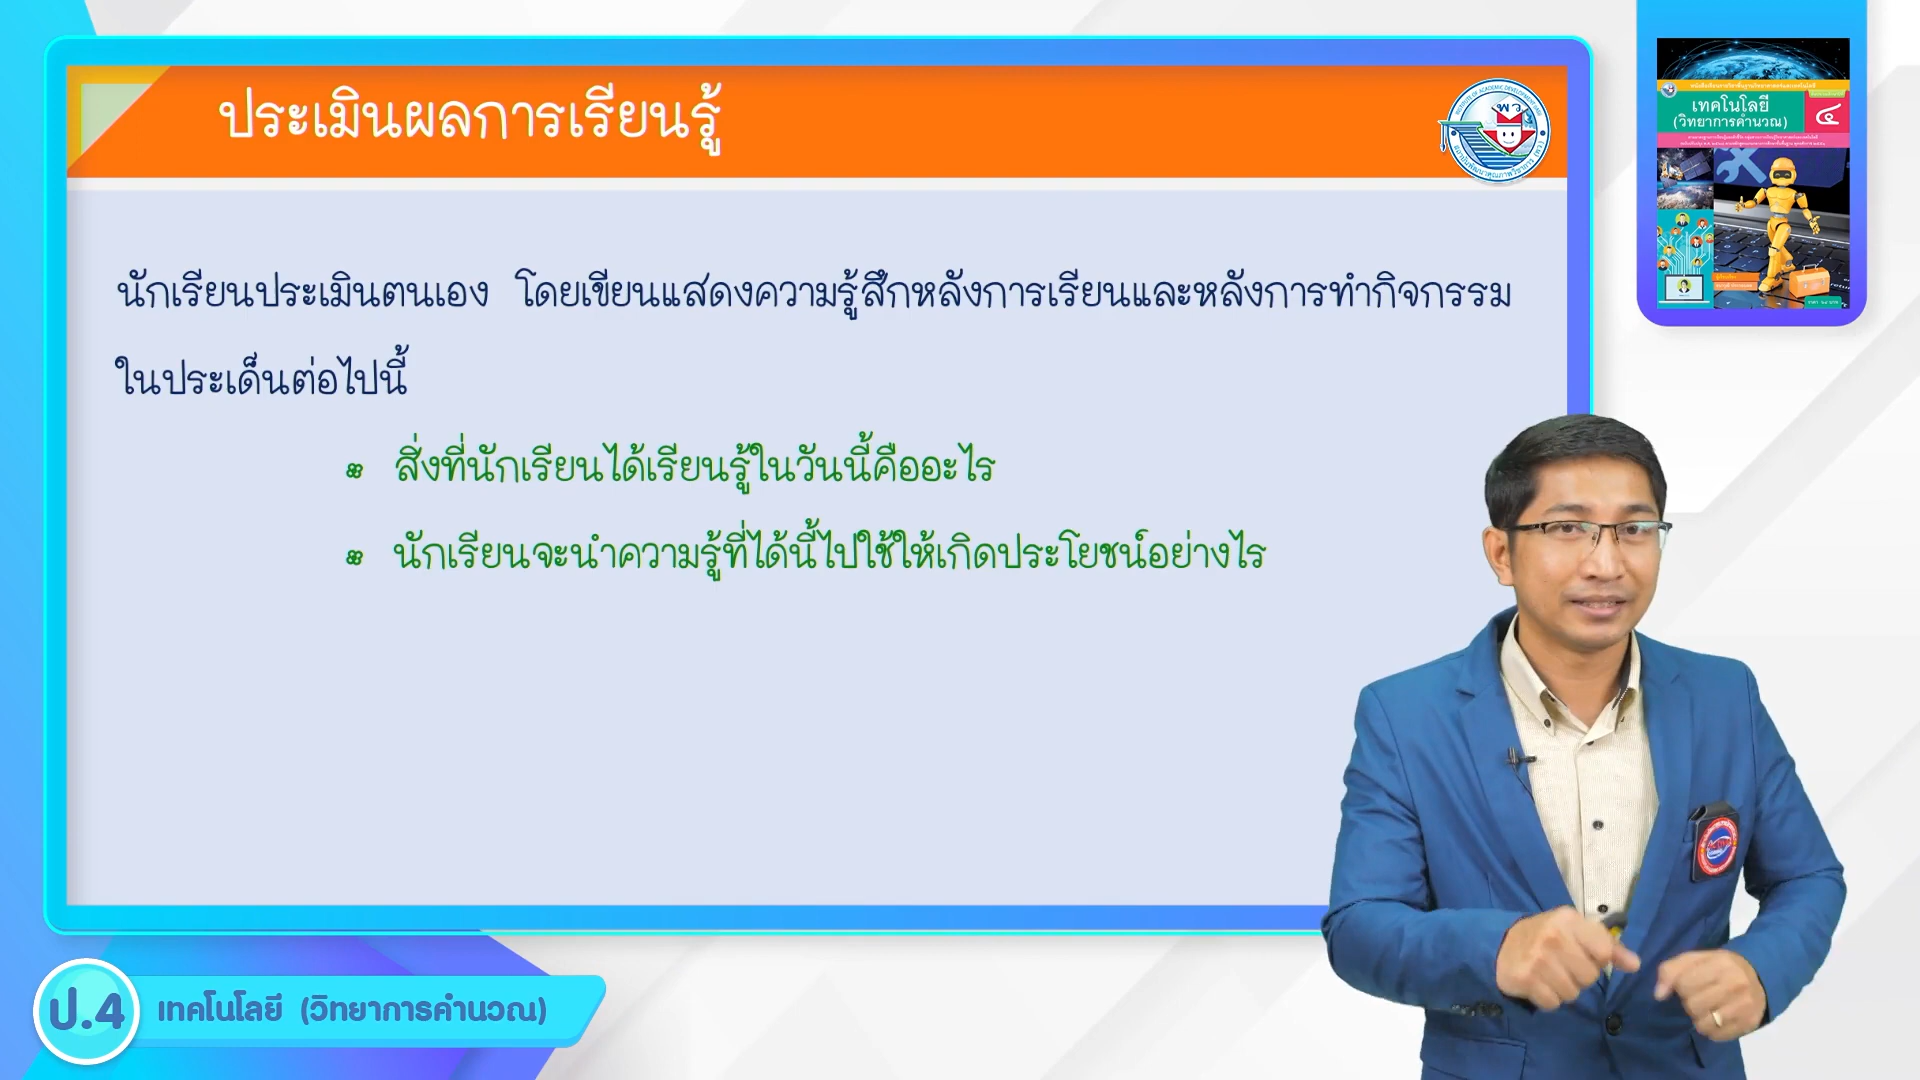 ประเมินผลการเรียนรู้
นักเรียนประเมินตนเอง โดยเขียนแสดงความรู้สึกหลังการเรียนและหลังการทำกิจกรรม
ในประเด็นต่อไปนี้
สิ่งที่นักเรียนได้เรียนรู้ในวันนี้คืออะไร
นักเรียนจะนำความรู้ที่ได้นี้ไปใช้ให้เกิดประโยชน์อย่างไร
พว
เทคโนโลยี
(วิทยาการคำนวณ)
๔
ป.4
เทคโนโลยี (วิทยาการคำนวณ)